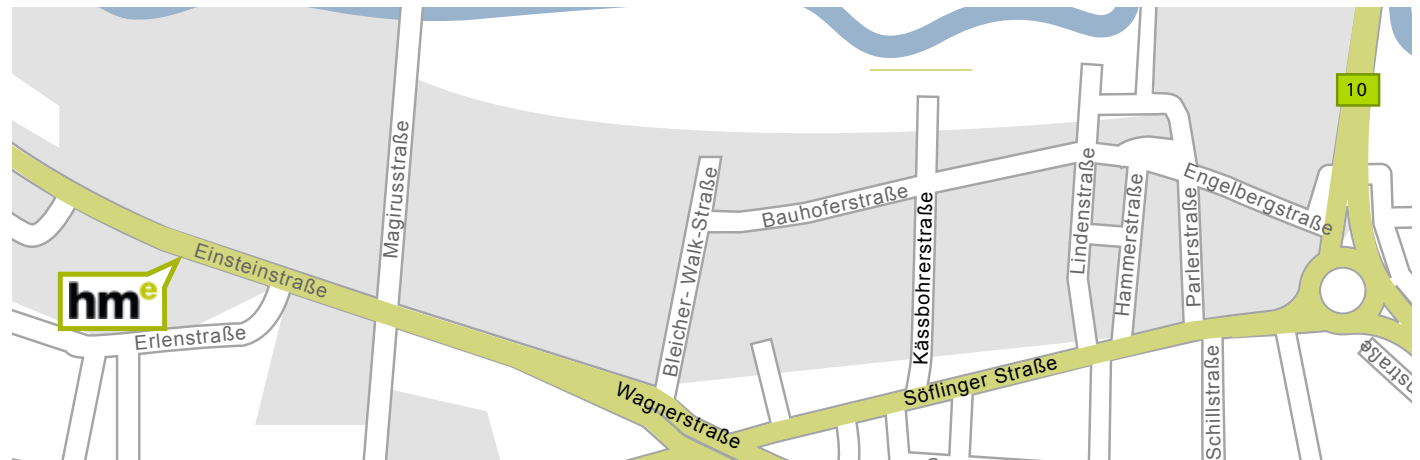 10
Magirusstraße
Bleicher- Walk-Straße
Bauhoferstraße
Kässbohrerstraße
Lindenstraße
Hammerstraße
Parlerstraße
Engelbergstraße
Einsteinstraße
hme
Erlenstraße
Wagnerstraße
Söflinger Straße
Schillstraße